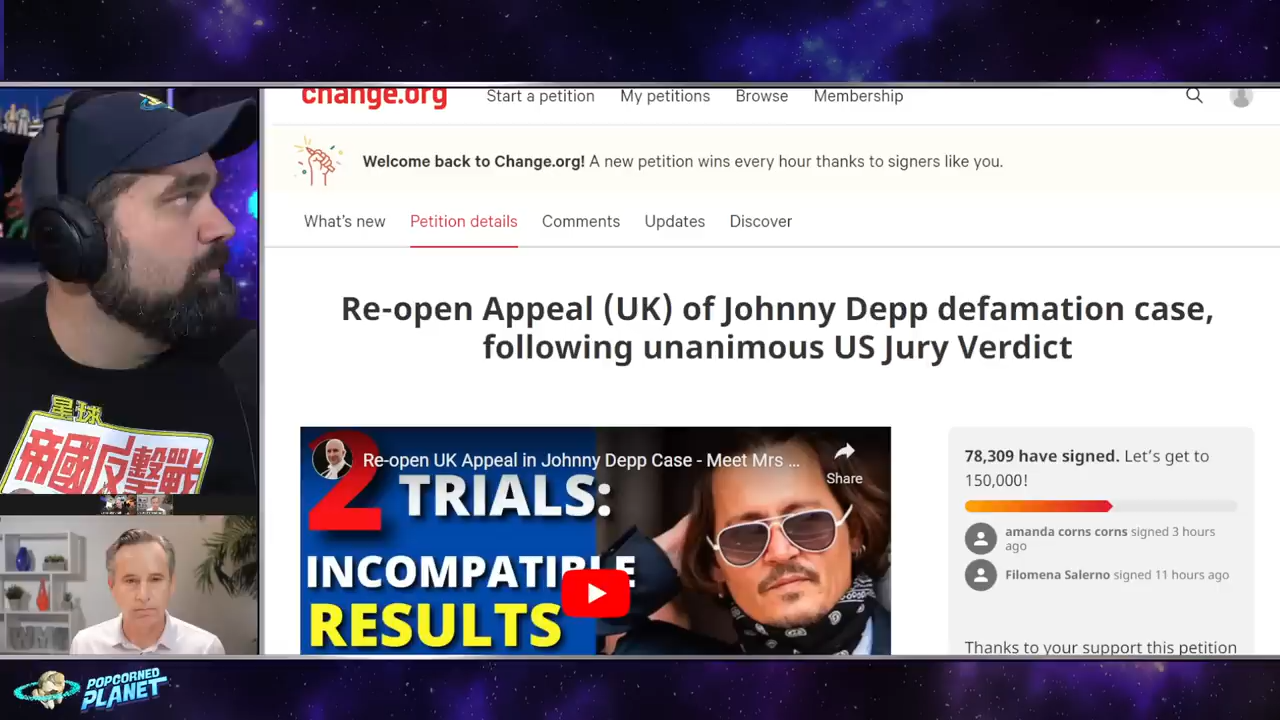 change.org
Start a petition
My petitions
Browse
Membership
Welcome back to Change.org! A new petition wins every hour thanks to signers like you.
What's new
Petition details
Comments
Updates
Discover
Re-open Appeal (UK) of Johnny Depp defamation case,
following unanimous US Jury Verdict
Re-open UK Appeal in Johnny Depp Case - Meet Mrs ...
Share
2 TRIALS:
INCOMPATIBLE
RESULTS
78,309 have signed. Let's get to
150,000!
amanda corns corns signed 3 hours
ago
Filomena Salerno signed 11 hours ago
Thanks to your support this petition
星球
帝國反擊戰
POPCORNED
PLANET